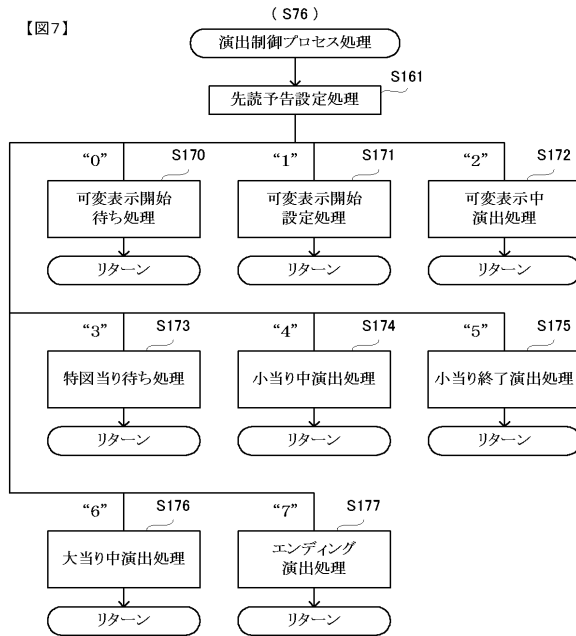 【図7】
(S76)
演出制御プロセス処理
S161
先読予告設定処理
“0”
S170
可変表示開始
待ち処理
リターン
“1”
S171
可変表示開始
設定処理
リターン
“2”
S172
可変表示中
演出処理
リターン
“3”
S173
特図当り待ち処理
リターン
“4”
S174
小当り中演出処理
リターン
“5”
S175
小当り終了演出処理
リターン
“6”
S176
大当り中演出処理
リターン
“7”
S177
エンディング
演出処理
リターン